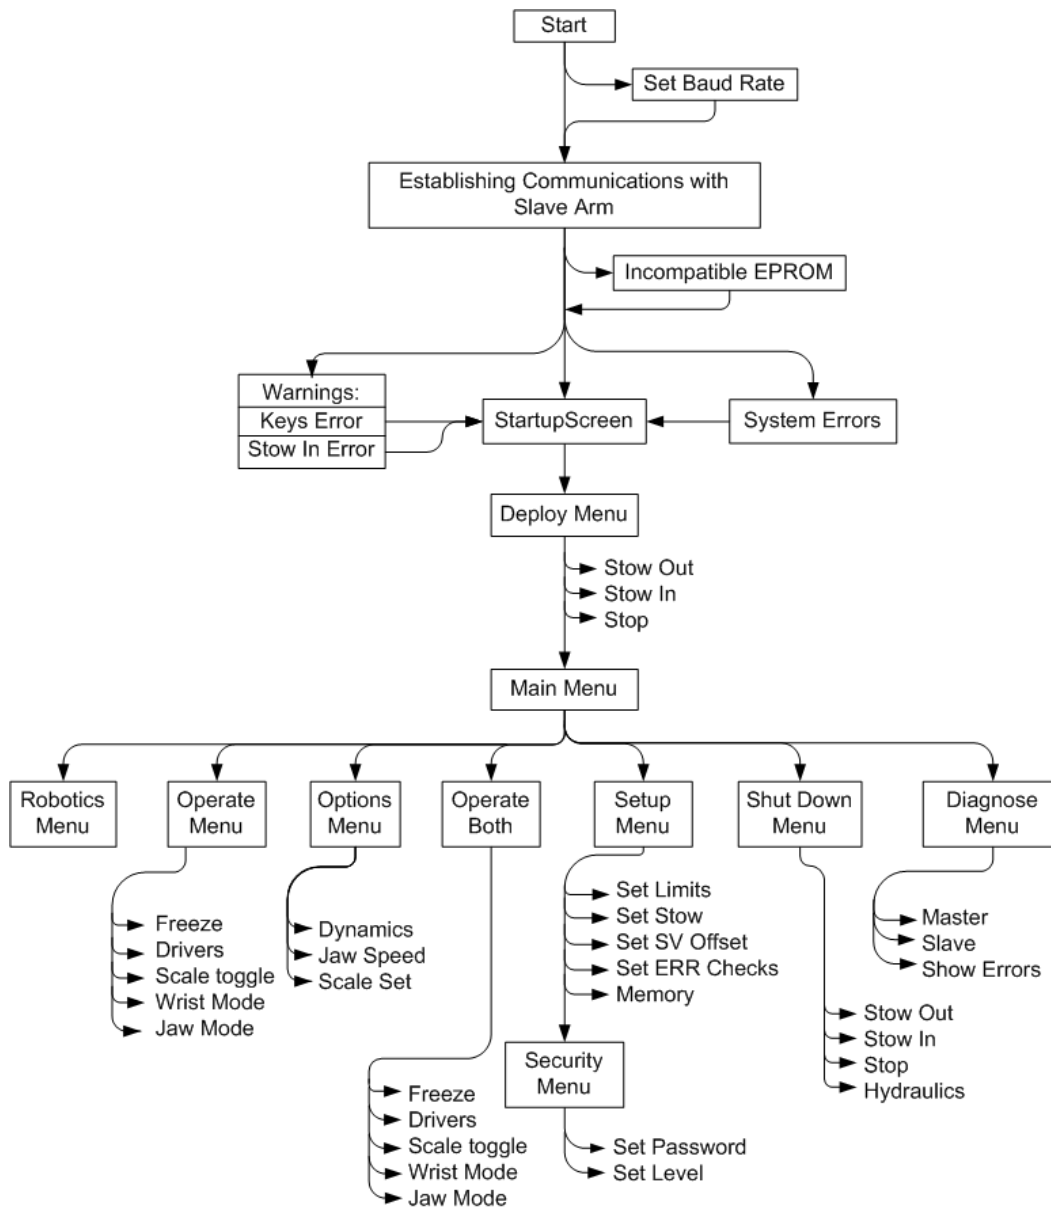 Start
Set Baud Rate
Establishing Communications with
Slave Arm
Incompatible EPROM
Warnings:
Keys Error
Stow In Error
StartupScreen
System Errors
Deploy Menu
Stow Out
Stow In
Stop
Main Menu
Robotics
Menu
Operate
Menu
Options
Menu
Operate
Both
Setup
Menu
Shut Down
Menu
Diagnose
Menu
Freeze
Drivers
Scale toggle
Wrist Mode
Jaw Mode
Dynamics
Jaw Speed
Scale Set
Freeze
Drivers
Scale toggle
Wrist Mode
Jaw Mode
Set Limits
Set Stow
Set SV Offset
Set ERR Checks
Memory
Security
Menu
Set Password
Set Level
Stow Out
Stow In
Stop
Hydraulics
Master
Slave
Show Errors